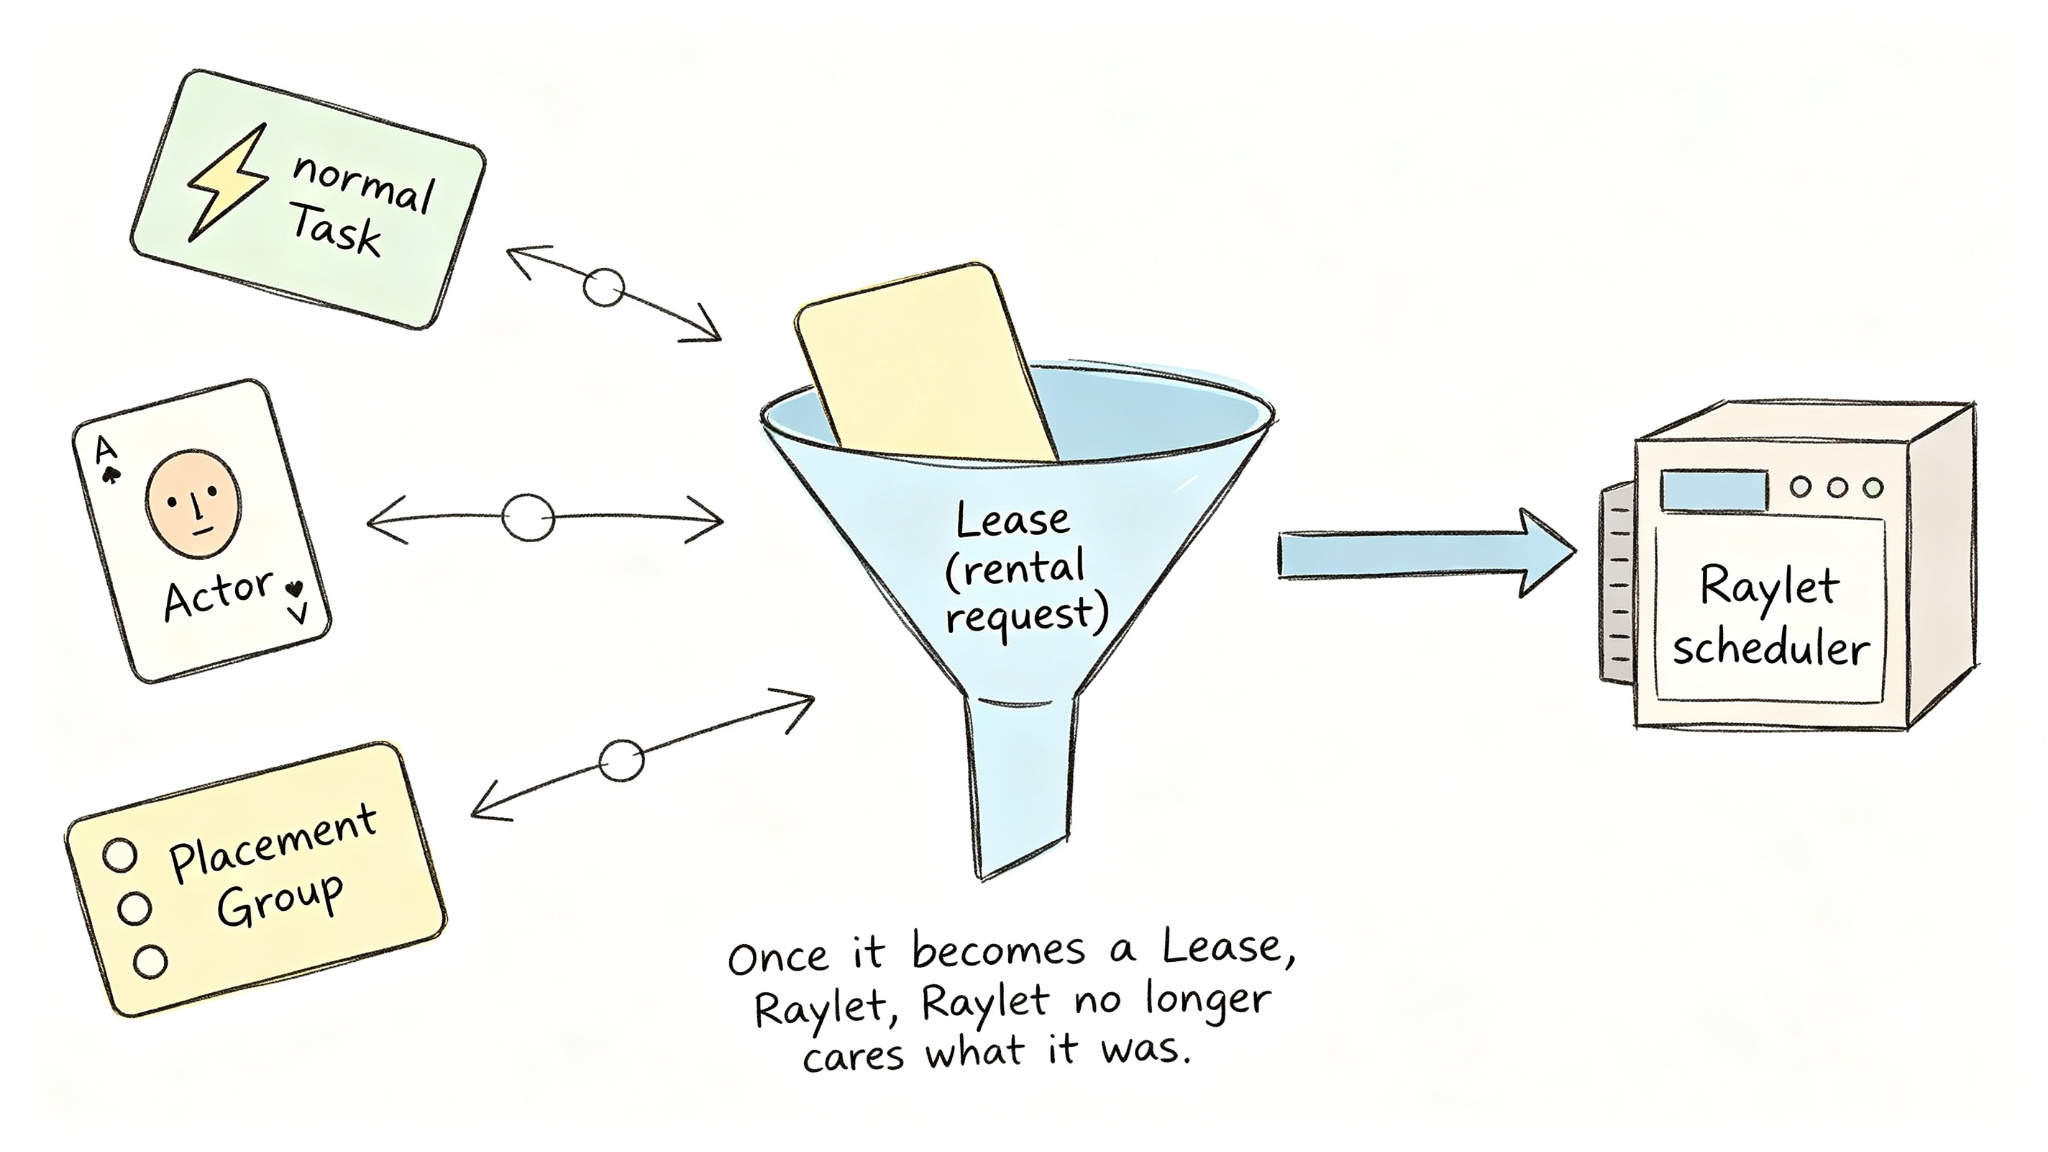 normal
Task
A
Actor
A
Placement
Group
Lease
(rental
request)
Raylet
scheduler
Once it becomes a Lease,
Raylet, Raylet no longer
cares what it was.